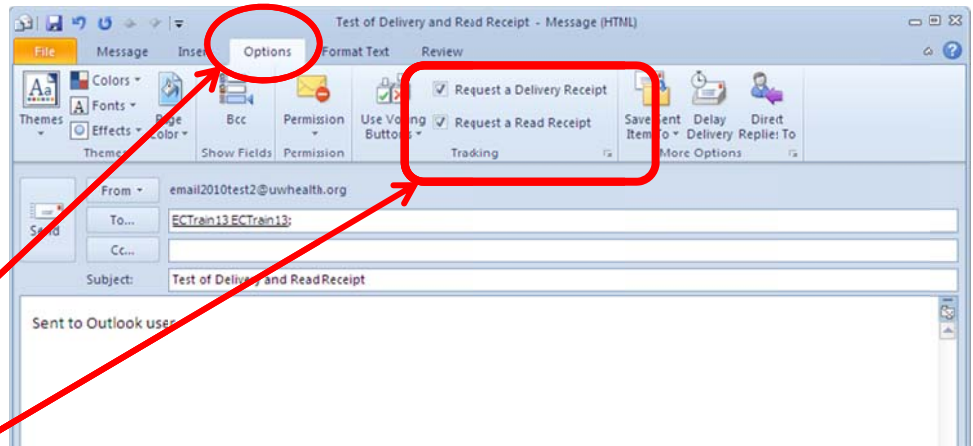 Test of Delivery and Read Receipt - Message (HTML)
File Message Insert Options Format Text Review
Aa Colors Request a Delivery Receipt
A Fonts
Themes Effects Page Color Bcc Permission Use Voting Buttons Request a Read Receipt Save Sent Item To Delay Delivery Direct Replies To
Themes Show Fields Permission Tracking More Options
From email2010test2@uwhealth.org
Send To... ECTrain13 ECTrain13;
Cc...
Subject: Test of Delivery and Read Receipt
Sent to Outlook user